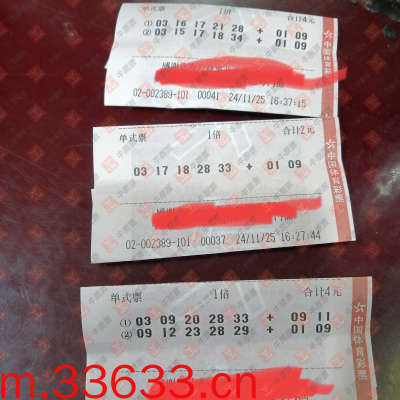 单式票 1倍 合计4元
① 03 16 17 21 28 + 01 09
② 03 15 17 18 34 + 01 09
02-002389-101 00041 24/11/25 16:37:15
中国体育彩票
单式票 1倍 合计2元
03 17 18 28 33 + 01 09
02-002389-101 00037 24/11/25 16:27:44
中国体育彩票
单式票 1倍 合计4元
(1) 03 09 20 28 33 + 09 11
(2) 09 12 23 28 29 + 01 09
中国体育彩票
m.33633.cn